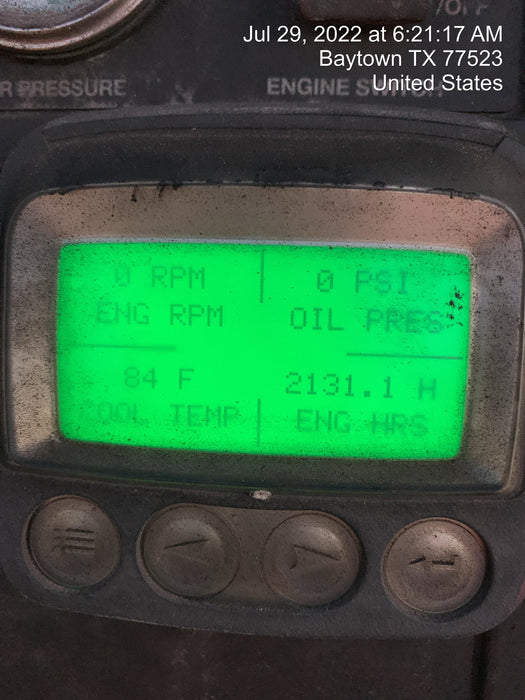 /OFF
Jul 29, 2022 at 6:21:17 AM
Baytown TX 77523
United States
R PRESSURE
ENGINE SWITCH
0 RPM
ENG RPM
0 PSI
OIL PRES
84 F
COOL TEMP
2131.1 H
ENG HRS